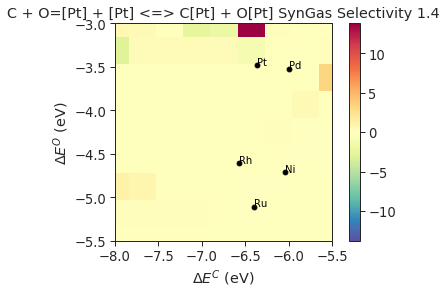 C + O=[Pt] + [Pt] <=> C[Pt] + O[Pt] SynGas Selectivity 1.4
−3.0
−3.5
−4.0
−4.5
−5.0
−5.5
ΔE^O (eV)
Pt
Pd
Rh
Ni
Ru
−8.0 −7.5 −7.0 −6.5 −6.0 −5.5
ΔE^C (eV)
10
5
0
−5
−10